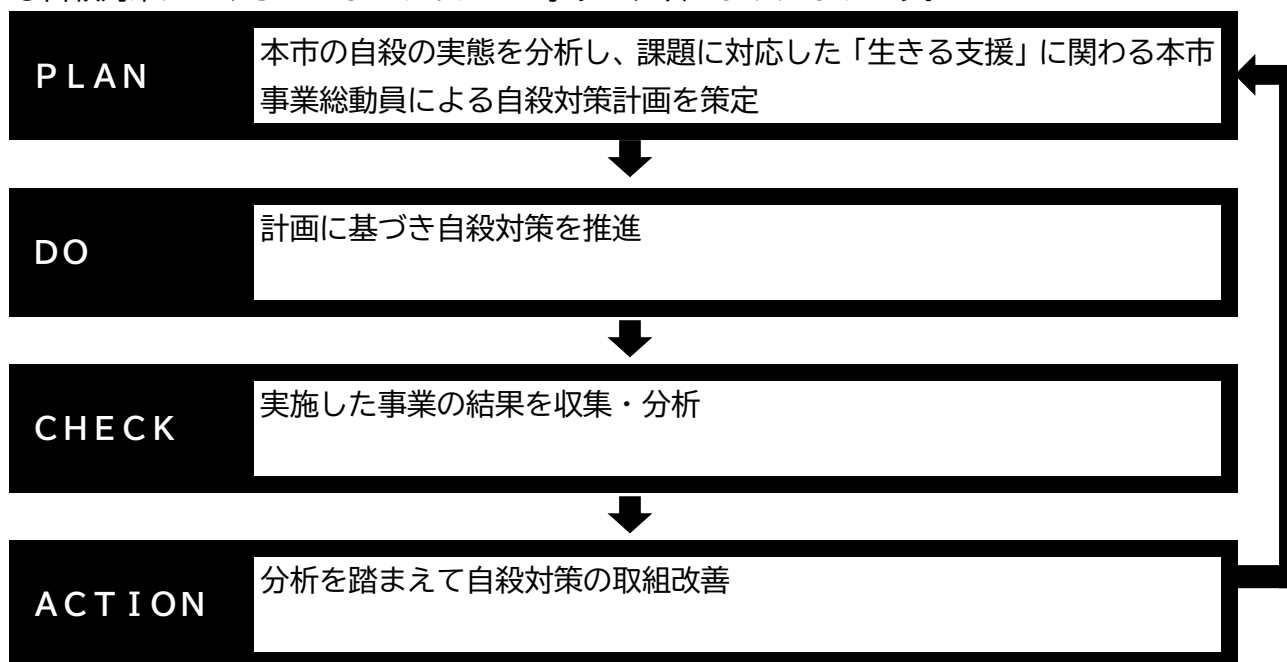 PLAN
本市の自殺の実態を分析し、課題に対応した「生きる支援」に関わる本市
事業総動員による自殺対策計画を策定
DO
計画に基づき自殺対策を推進
CHECK
実施した事業の結果を収集・分析
ACTION
分析を踏まえて自殺対策の取組改善